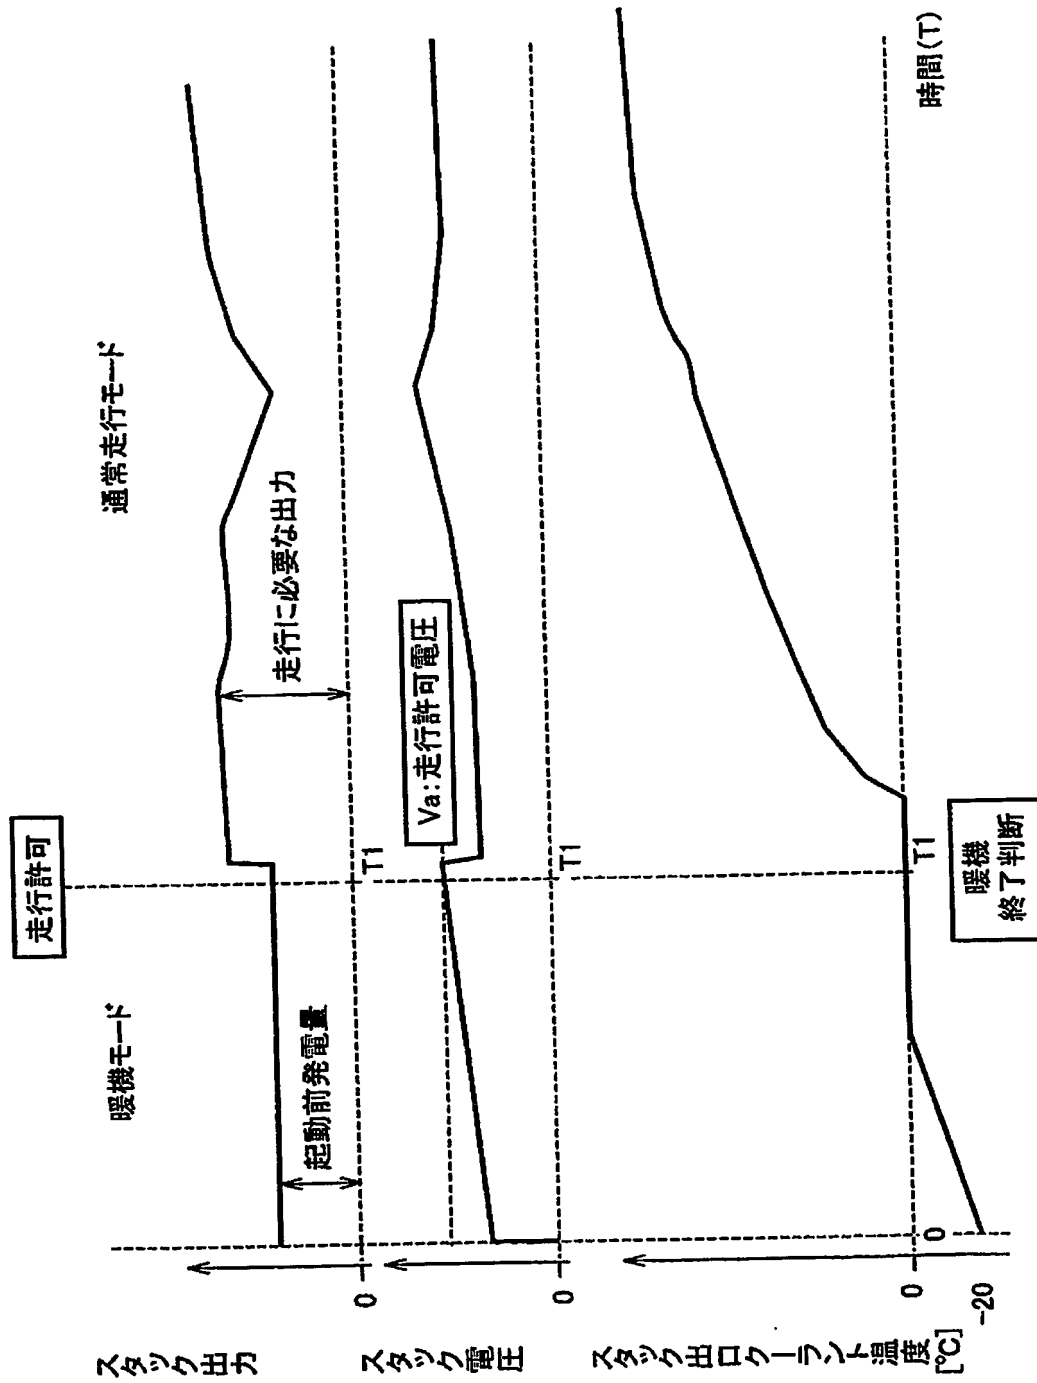 走行許可
暖機モード
通常走行モード
スタック出力
起動前発電量
走行に必要な出力
0
T1
スタック電圧
Va:走行許可電圧
0
T1
スタック出口クーラント温度
[℃]
0
-20
0
T1
暖機
終了判断
時間(T)